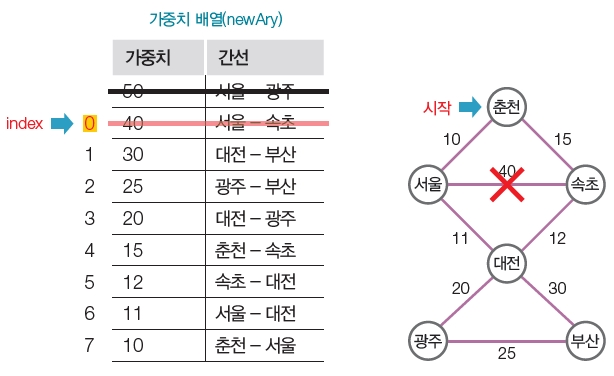 가중치 배열(newAry)
가중치 간선
50 서울 – 광주
index 0 40 서울 – 속초
1 30 대전 – 부산
2 25 광주 – 부산
3 20 대전 – 광주
4 15 춘천 – 속초
5 12 속초 – 대전
6 11 서울 – 대전
7 10 춘천 – 서울
시작 춘천
10 15
서울 40 속초
11 12
대전
20 30
광주 25 부산